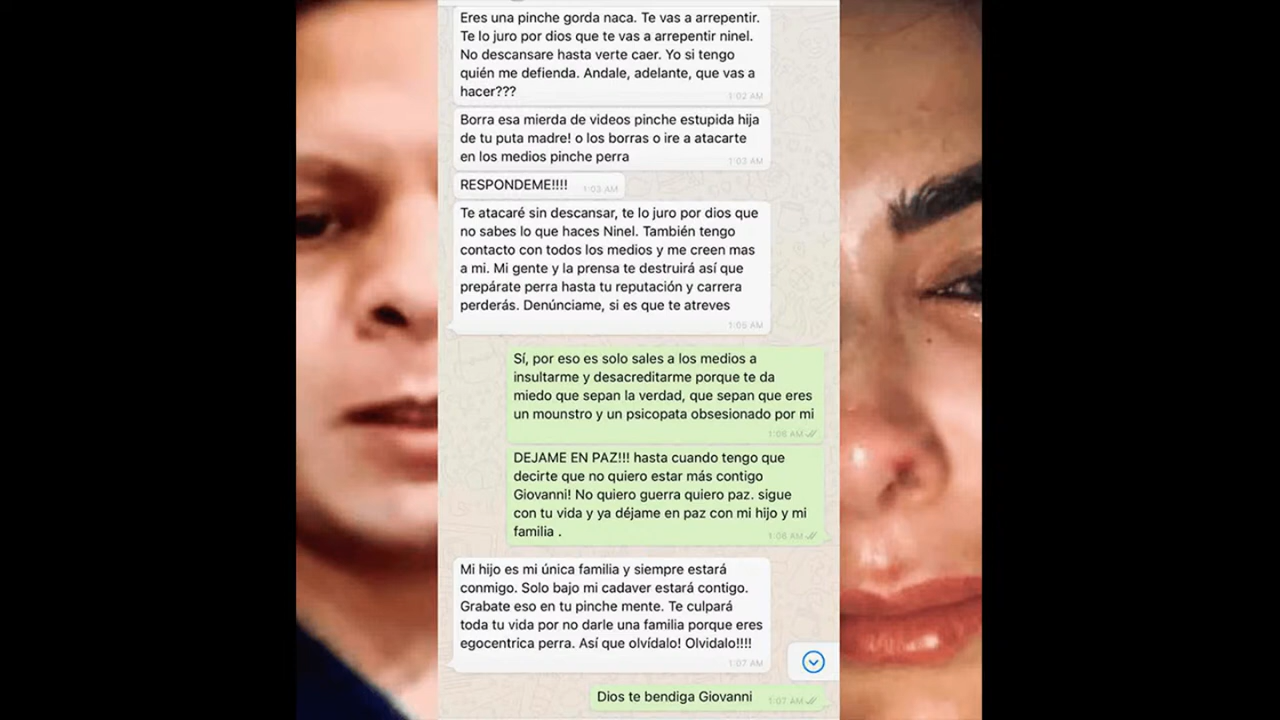 Eres una pinche gorda naca. Te vas a arrepentir.
Te lo juro por dios que te vas a arrepentir ninel.
No descansare hasta verte caer. Yo si tengo
quién me defienda. Andale, adelante, que vas a
hacer???
1:02 AM
Borra esa mierda de videos pinche estupida hija
de tu puta madre! o los borras o ire a atacarte
en los medios pinche perra
1:03 AM
RESPONDEME!!!!
1:03 AM
Te atacaré sin descansar, te lo juro por dios que
no sabes lo que haces Ninel. También tengo
contacto con todos los medios y me creen mas
a mi. Mi gente y la prensa te destruirá así que
prepárate perra hasta tu reputación y carrera
perderás. Denúnciame, si es que te atreves
1:05 AM
Sí, por eso es solo sales a los medios a
insultarme y desacreditarme porque te da
miedo que sepan la verdad, que sepan que eres
un mounstro y un psicopata obsesionado por mi
1:06 AM
DEJAME EN PAZ!!! hasta cuando tengo que
decirte que no quiero estar más contigo
Giovanni! No quiero guerra quiero paz. sigue
con tu vida y ya déjame en paz con mi hijo y mi
familia .
1:06 AM
Mi hijo es mi única familia y siempre estará
conmigo. Solo bajo mi cadaver estará contigo.
Grabate eso en tu pinche mente. Te culpará
toda tu vida por no darle una familia porque eres
egocentrica perra. Así que olvídalo! Olvidalo!!!!
1:07 AM
Dios te bendiga Giovanni
1:07 AM